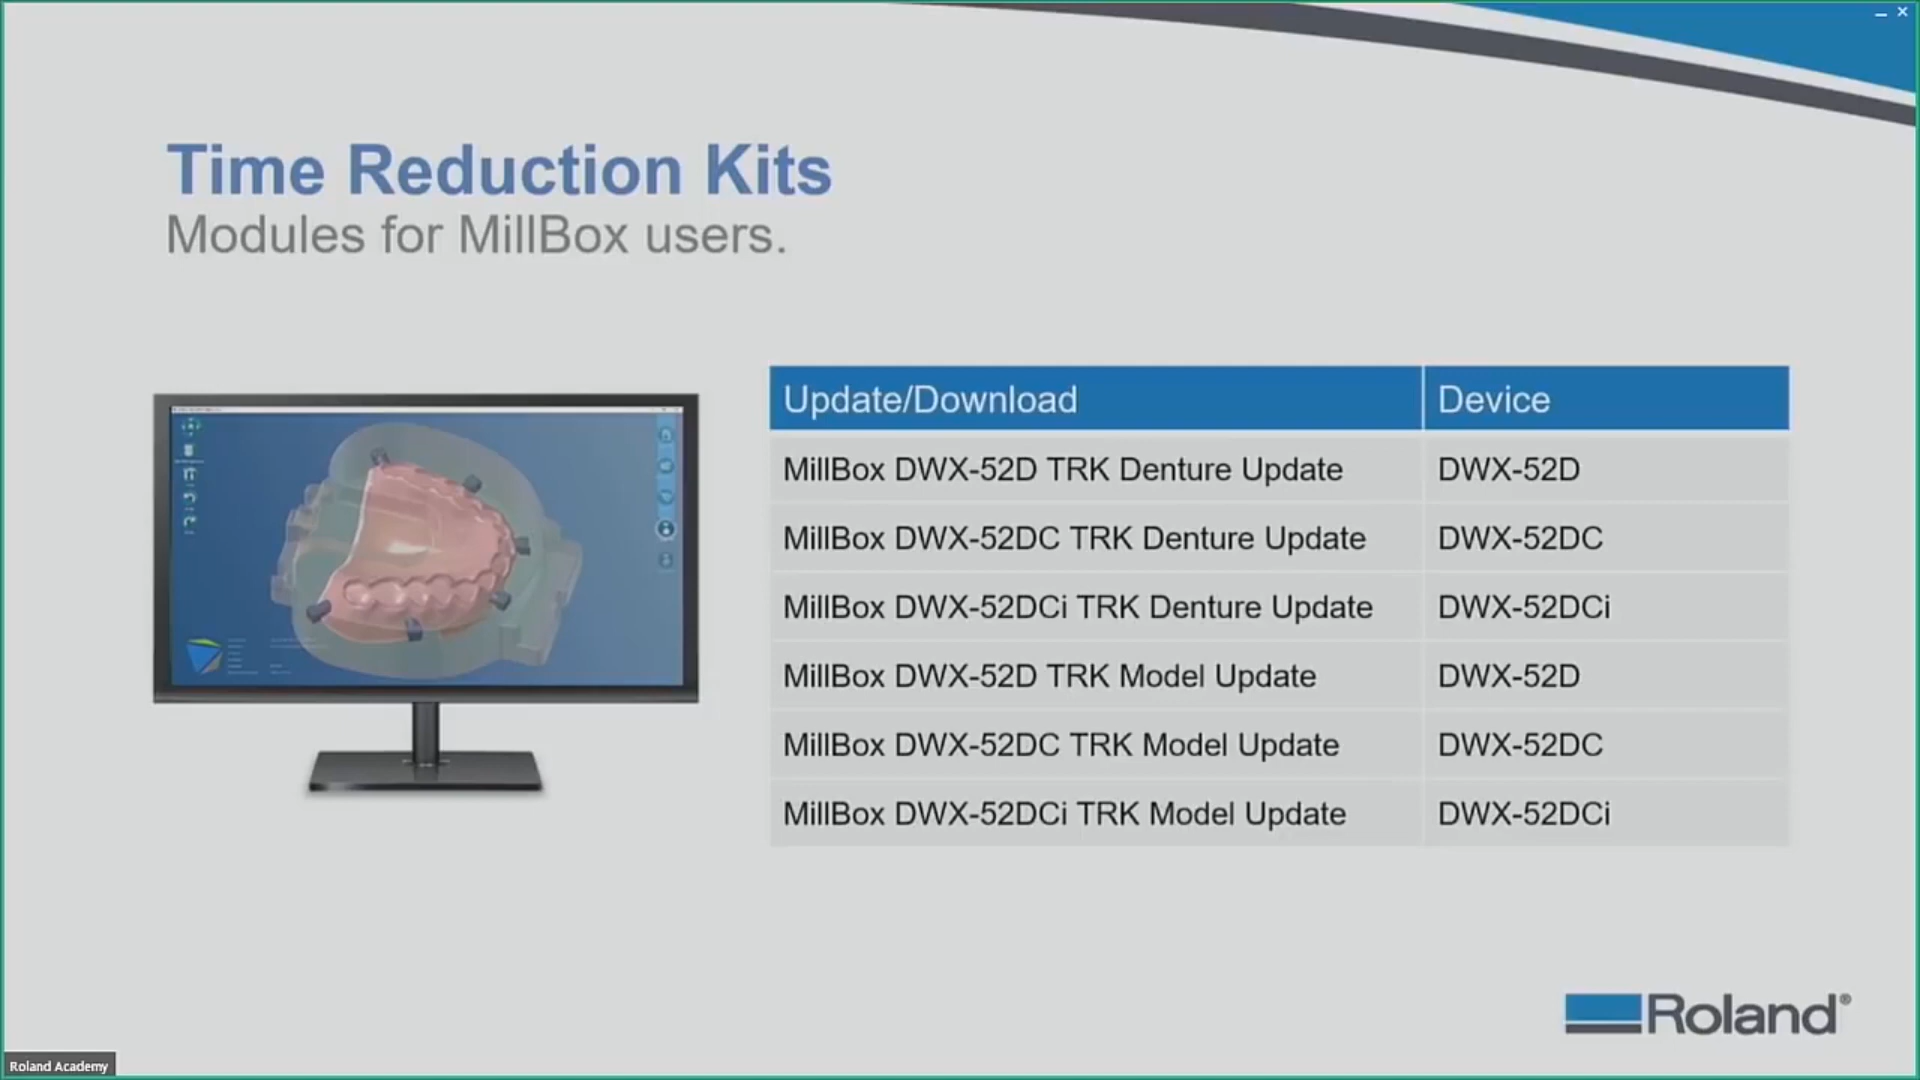 Time Reduction Kits
Modules for MillBox users.
Update/Download Device
MillBox DWX-52D TRK Denture Update DWX-52D
MillBox DWX-52DC TRK Denture Update DWX-52DC
MillBox DWX-52DCi TRK Denture Update DWX-52DCi
MillBox DWX-52D TRK Model Update DWX-52D
MillBox DWX-52DC TRK Model Update DWX-52DC
MillBox DWX-52DCi TRK Model Update DWX-52DCi
Roland®
Roland Academy